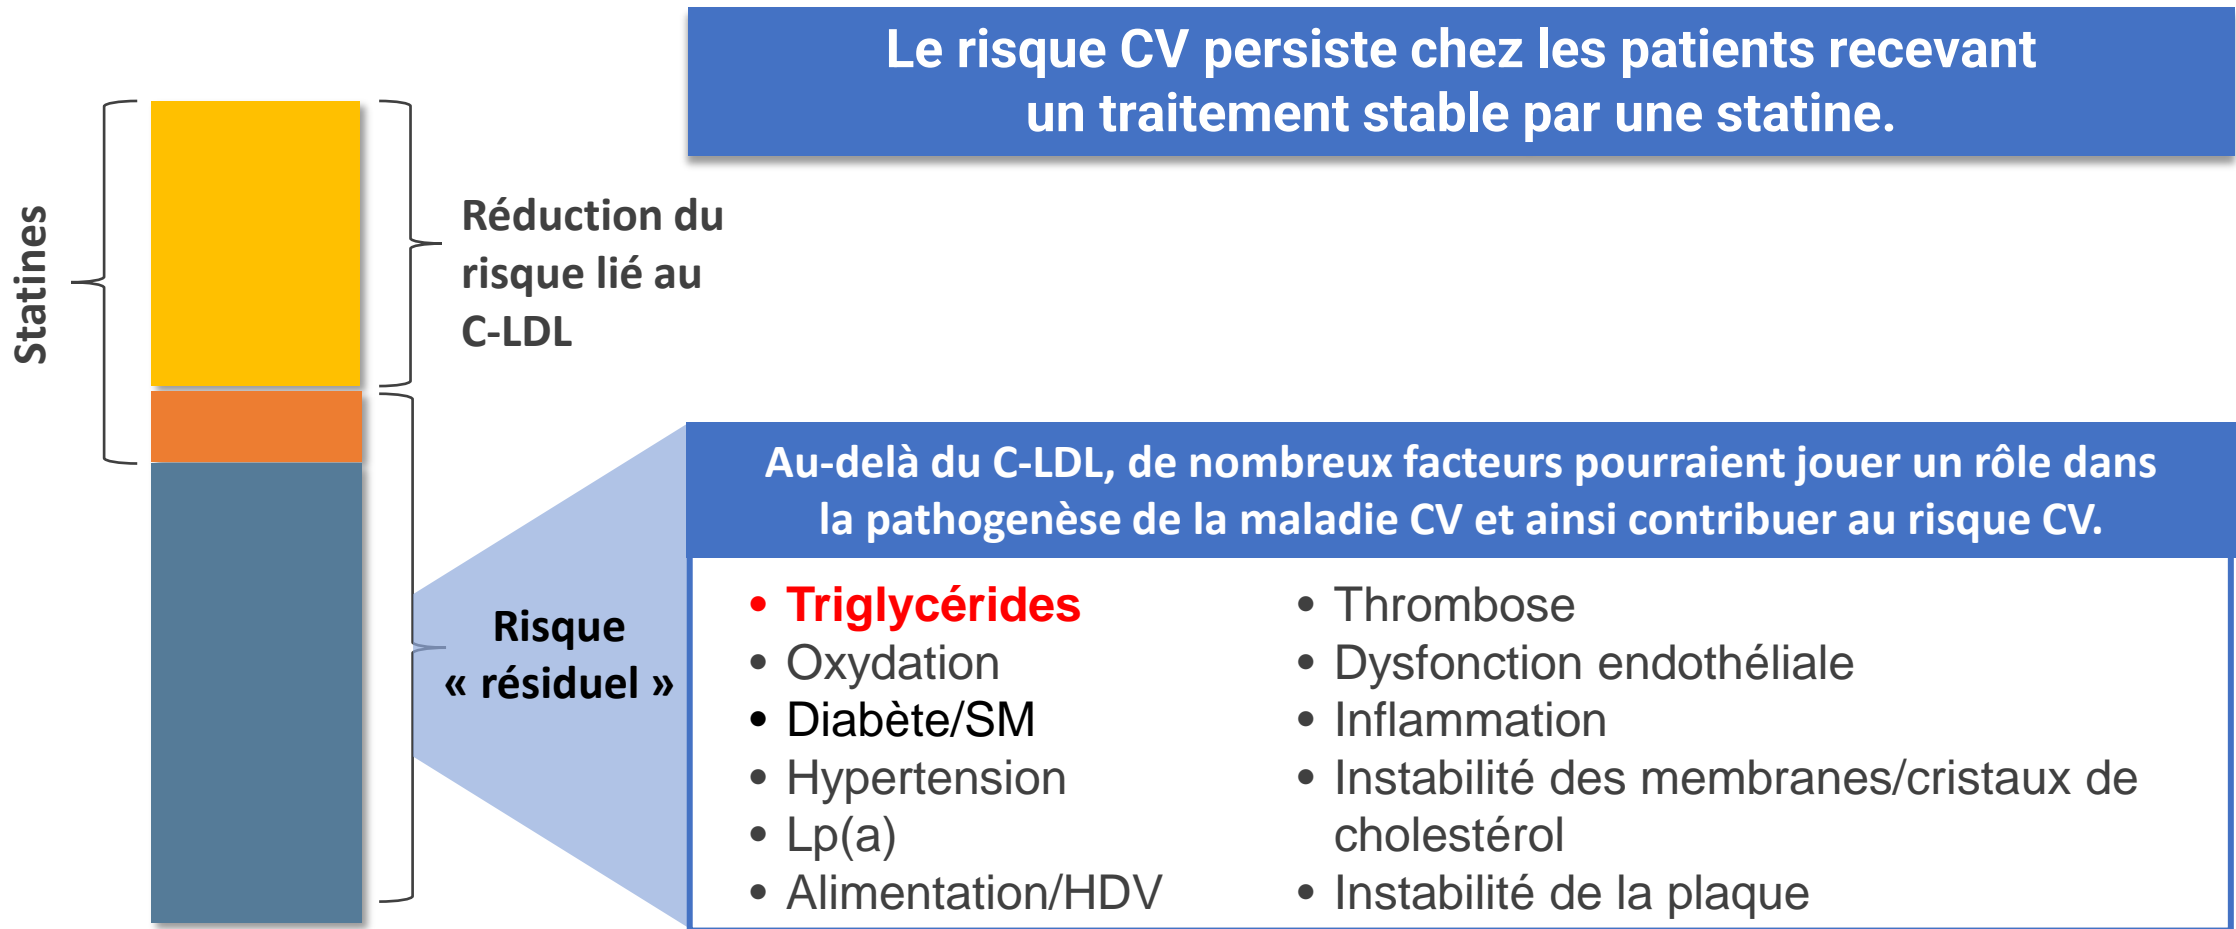 Le risque CV persiste chez les patients recevant
un traitement stable par une statine.
Statines
Réduction du
risque lié au
C-LDL
Au-delà du C-LDL, de nombreux facteurs pourraient jouer un rôle dans
la pathogenèse de la maladie CV et ainsi contribuer au risque CV.
Risque
« résiduel »
• Triglycérides
• Oxydation
• Diabète/SM
• Hypertension
• Lp(a)
• Alimentation/HDV
• Thrombose
• Dysfonction endothéliale
• Inflammation
• Instabilité des membranes/cristaux de
cholestérol
• Instabilité de la plaque